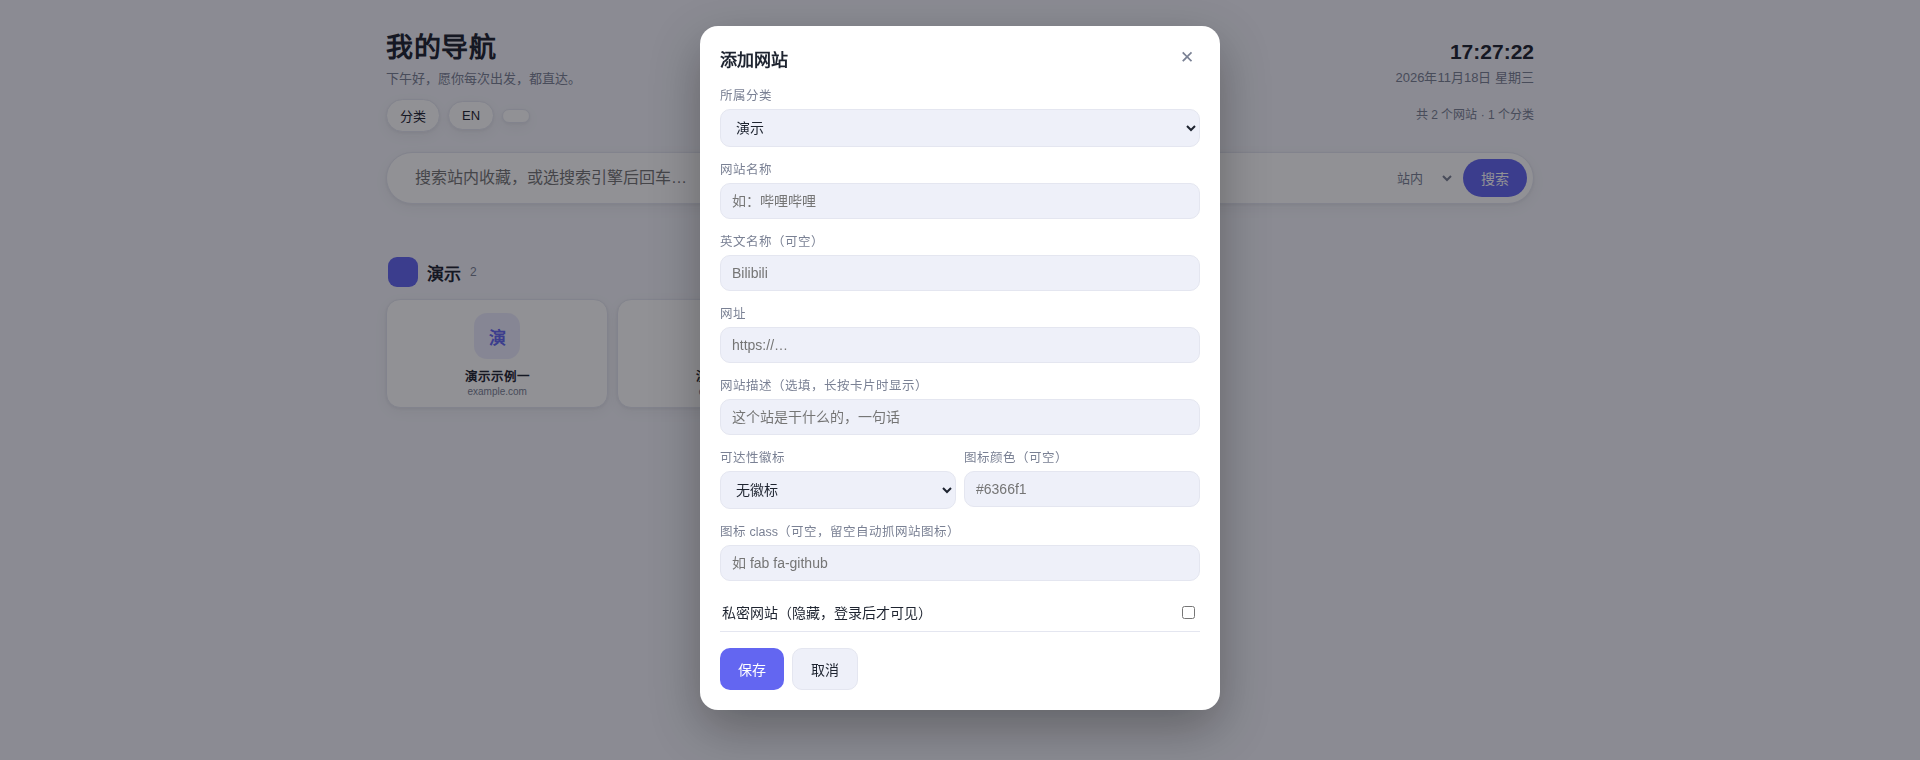 我的导航
下午好，愿你每次出发，都直达。
分类
EN
17:27:22
2026年11月18日 星期三
共 2 个网站 · 1 个分类
搜索站内收藏，或选搜索引擎后回车…
站内
搜索
演示 2
演
演示示例一
example.com
添加网站
✕
所属分类
演示
网站名称
如：哔哩哔哩
英文名称（可空）
Bilibili
网址
https://…
网站描述（选填，长按卡片时显示）
这个站是干什么的，一句话
可达性徽标
图标颜色（可空）
无徽标
#6366f1
图标 class（可空，留空自动抓网站图标）
如 fab fa-github
私密网站（隐藏，登录后才可见）
保存
取消